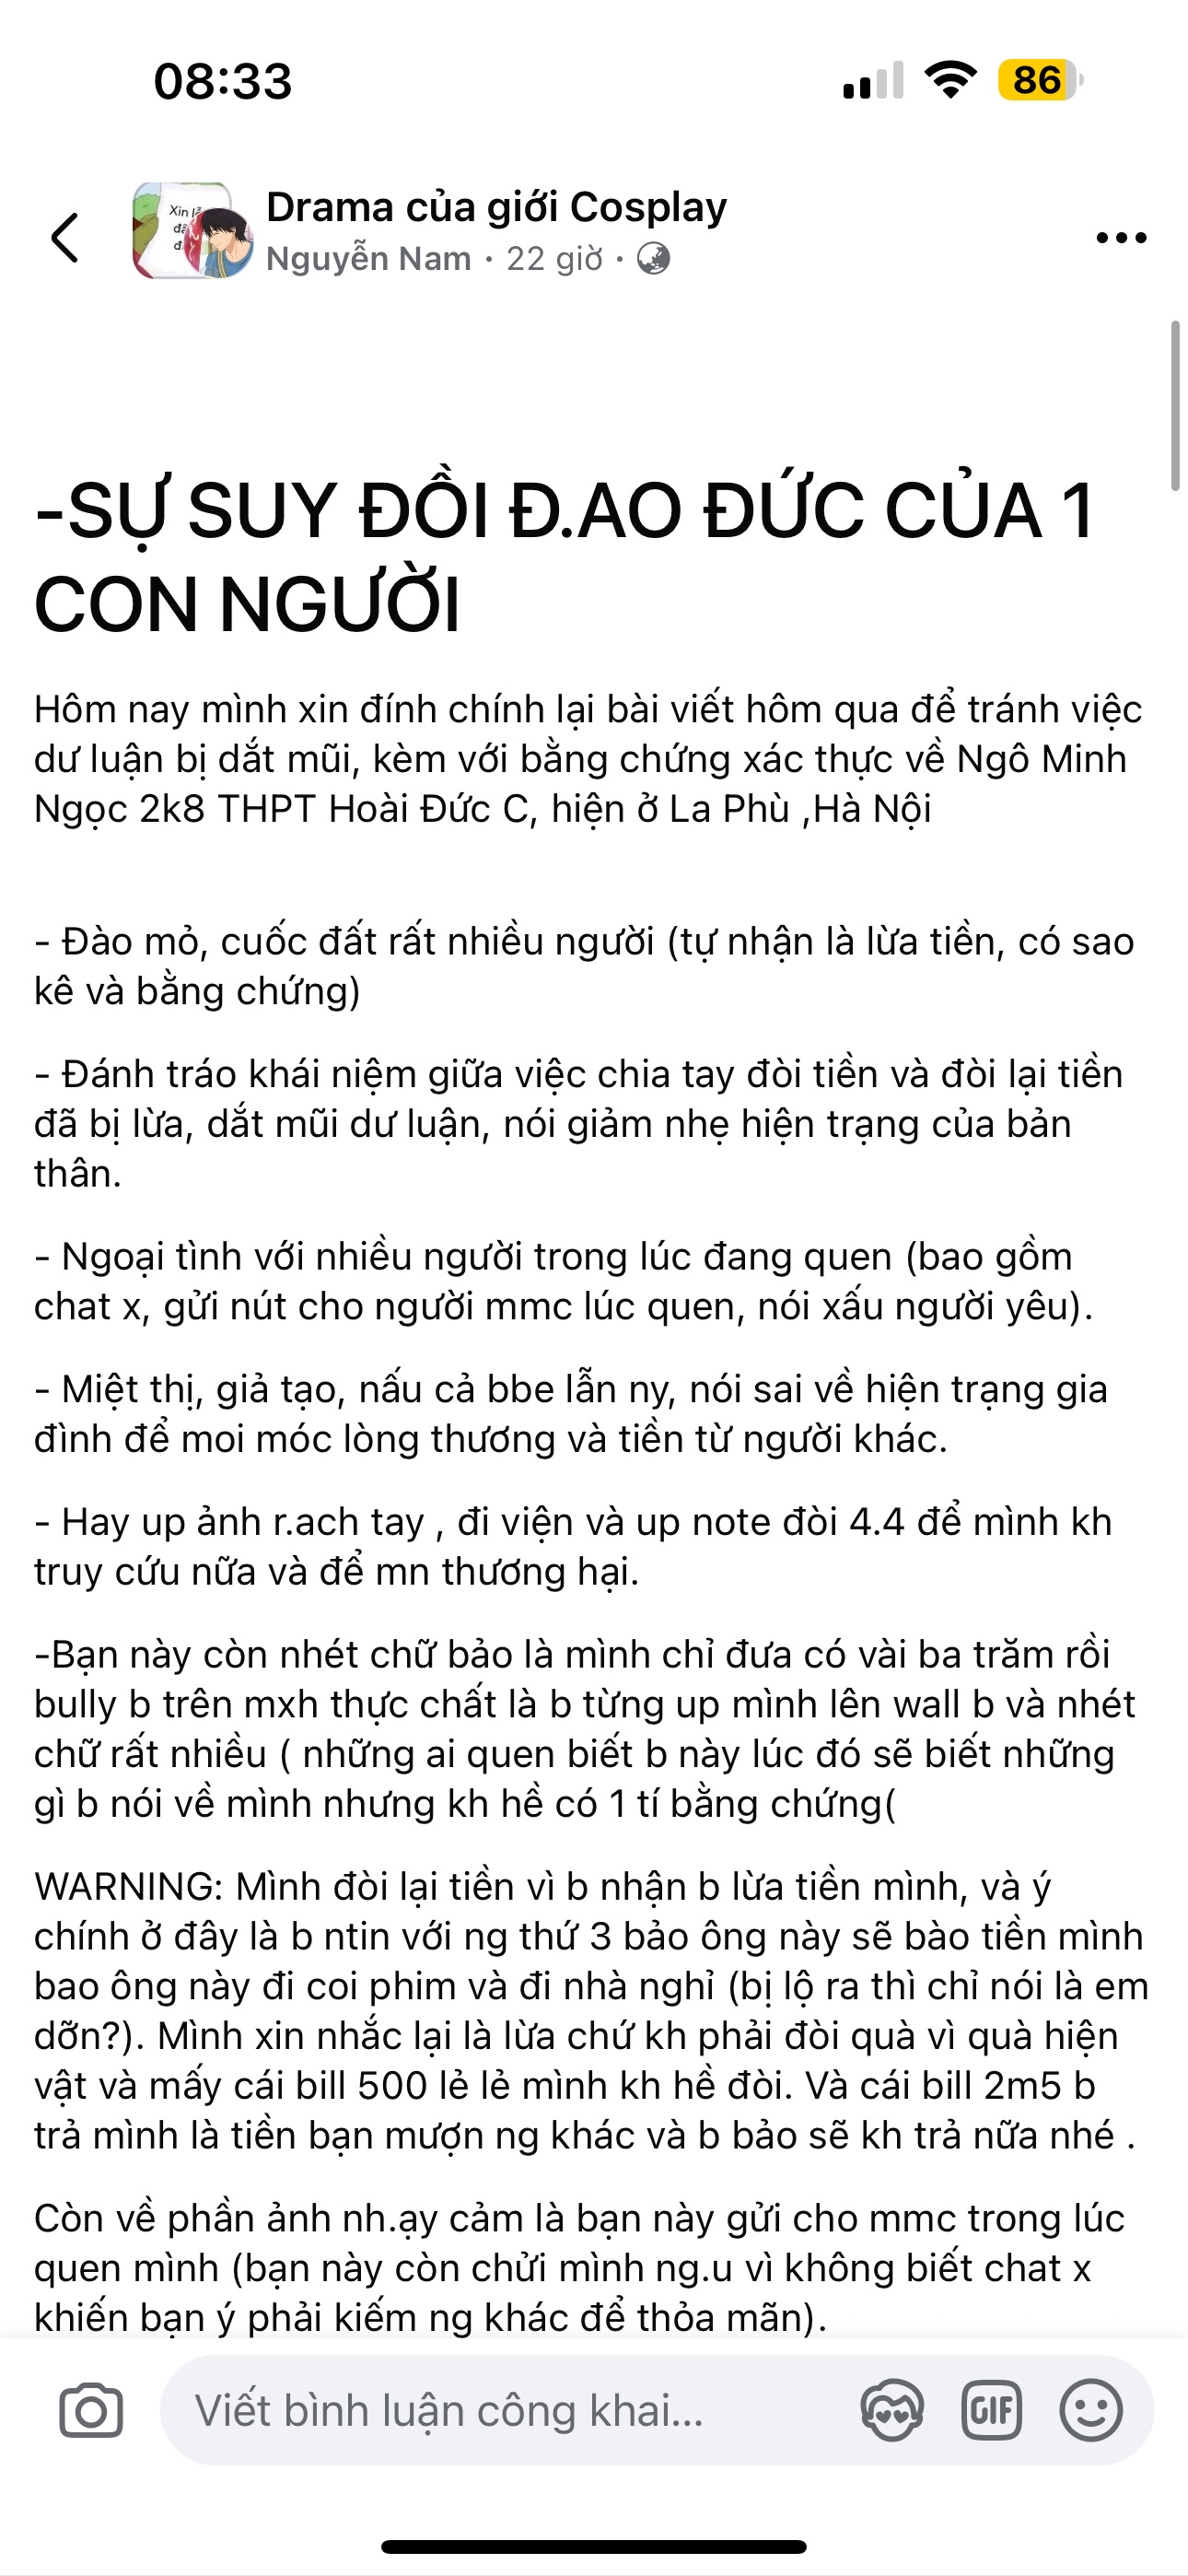 08:33
86
Xin lỗ
Drama của giới Cosplay
Nguyễn Nam · 22 giờ ·
-SỰ SUY ĐỒI Đ.AO ĐỨC CỦA 1
CON NGƯỜI
Hôm nay mình xin đính chính lại bài viết hôm qua để tránh việc
dư luận bị dắt mũi, kèm với bằng chứng xác thực về Ngô Minh
Ngọc 2k8 THPT Hoài Đức C, hiện ở La Phù ,Hà Nội
- Đào mỏ, cuốc đất rất nhiều người (tự nhận là lừa tiền, có sao
kê và bằng chứng)
- Đánh tráo khái niệm giữa việc chia tay đòi tiền và đòi lại tiền
đã bị lừa, dắt mũi dư luận, nói giảm nhẹ hiện trạng của bản
thân.
- Ngoại tình với nhiều người trong lúc đang quen (bao gồm
chat x, gửi nút cho người mmc lúc quen, nói xấu người yêu).
- Miệt thị, giả tạo, nấu cả bbe lẫn ny, nói sai về hiện trạng gia
đình để moi móc lòng thương và tiền từ người khác.
- Hay up ảnh r.ach tay , đi viện và up note đòi 4.4 để mình kh
truy cứu nữa và để mn thương hại.
-Bạn này còn nhét chữ bảo là mình chỉ đưa có vài ba trăm rồi
bully b trên mxh thực chất là b từng up mình lên wall b và nhét
chữ rất nhiều ( những ai quen biết b này lúc đó sẽ biết những
gì b nói về mình nhưng kh hề có 1 tí bằng chứng(
WARNING: Mình đòi lại tiền vì b nhận b lừa tiền mình, và ý
chính ở đây là b ntin với ng thứ 3 bảo ông này sẽ bào tiền mình
bao ông này đi coi phim và đi nhà nghỉ (bị lộ ra thì chỉ nói là em
dỡn?). Mình xin nhắc lại là lừa chứ kh phải đòi quà vì quà hiện
vật và mấy cái bill 500 lẻ lẻ mình kh hề đòi. Và cái bill 2m5 b
trả mình là tiền bạn mượn ng khác và b bảo sẽ kh trả nữa nhé .
Còn về phần ảnh nh.ạy cảm là bạn này gửi cho mmc trong lúc
quen mình (bạn này còn chửi mình ng.u vì không biết chat x
khiến bạn ý phải kiếm ng khác để thỏa mãn).
Viết bình luận công khai...
GIF